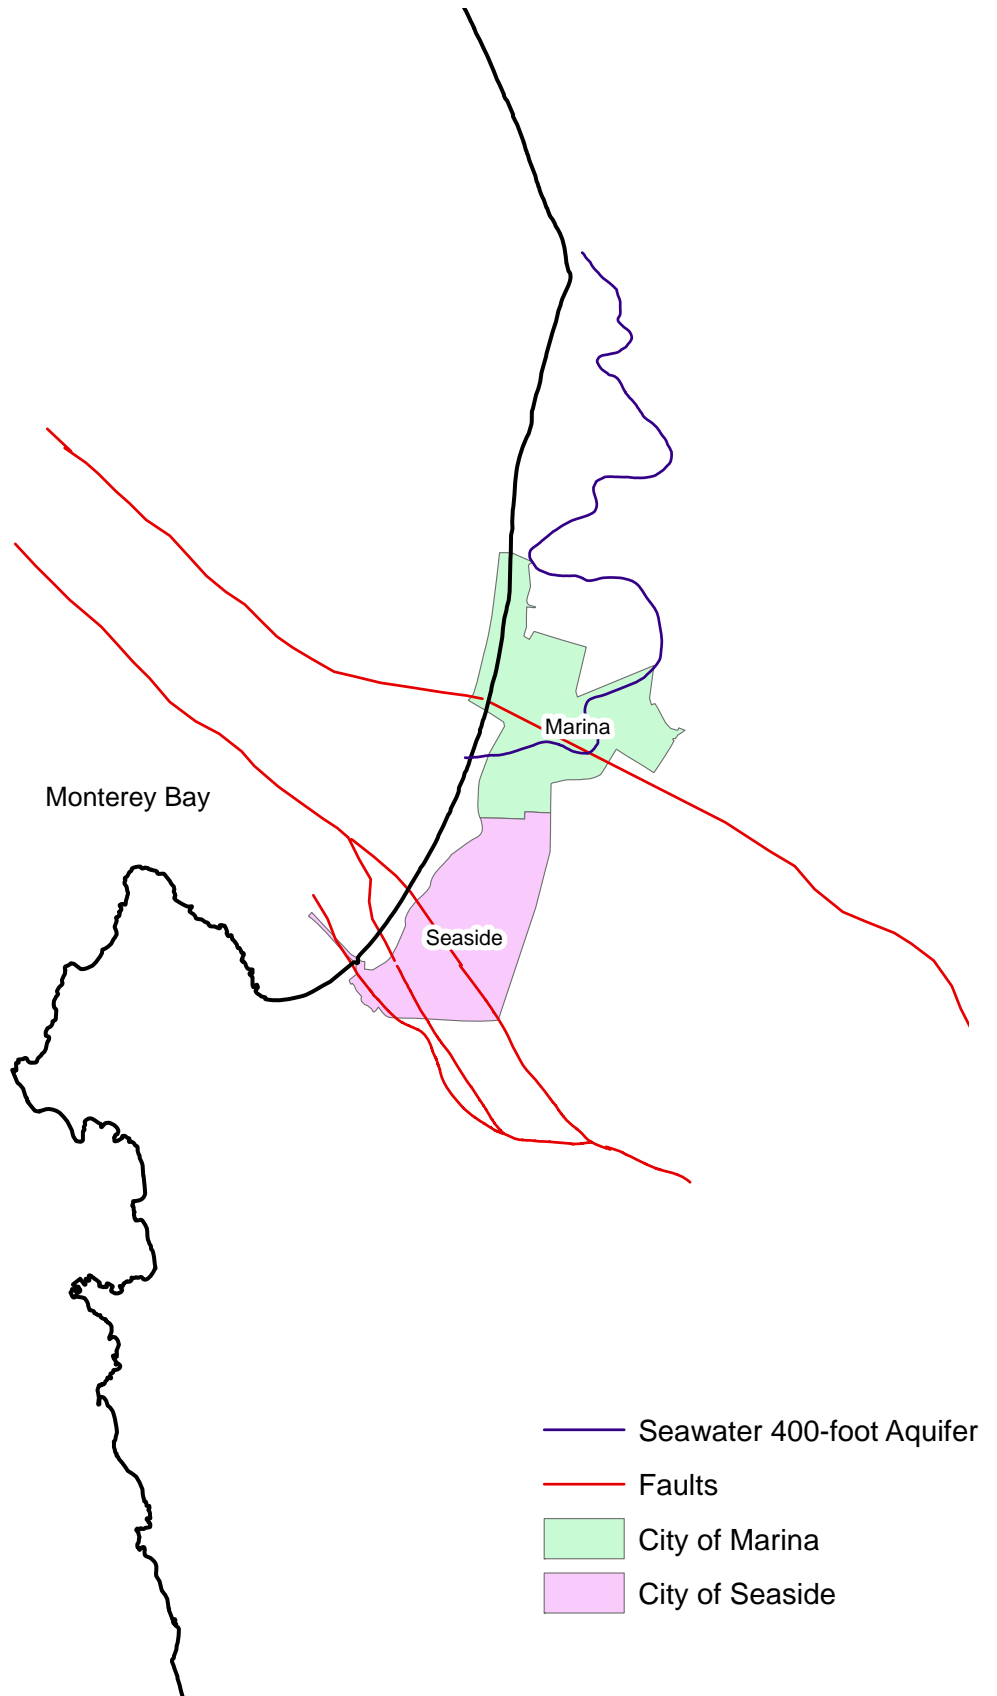 Marina
Monterey Bay
Seaside
Seawater 400-foot Aquifer
Faults
City of Marina
City of Seaside